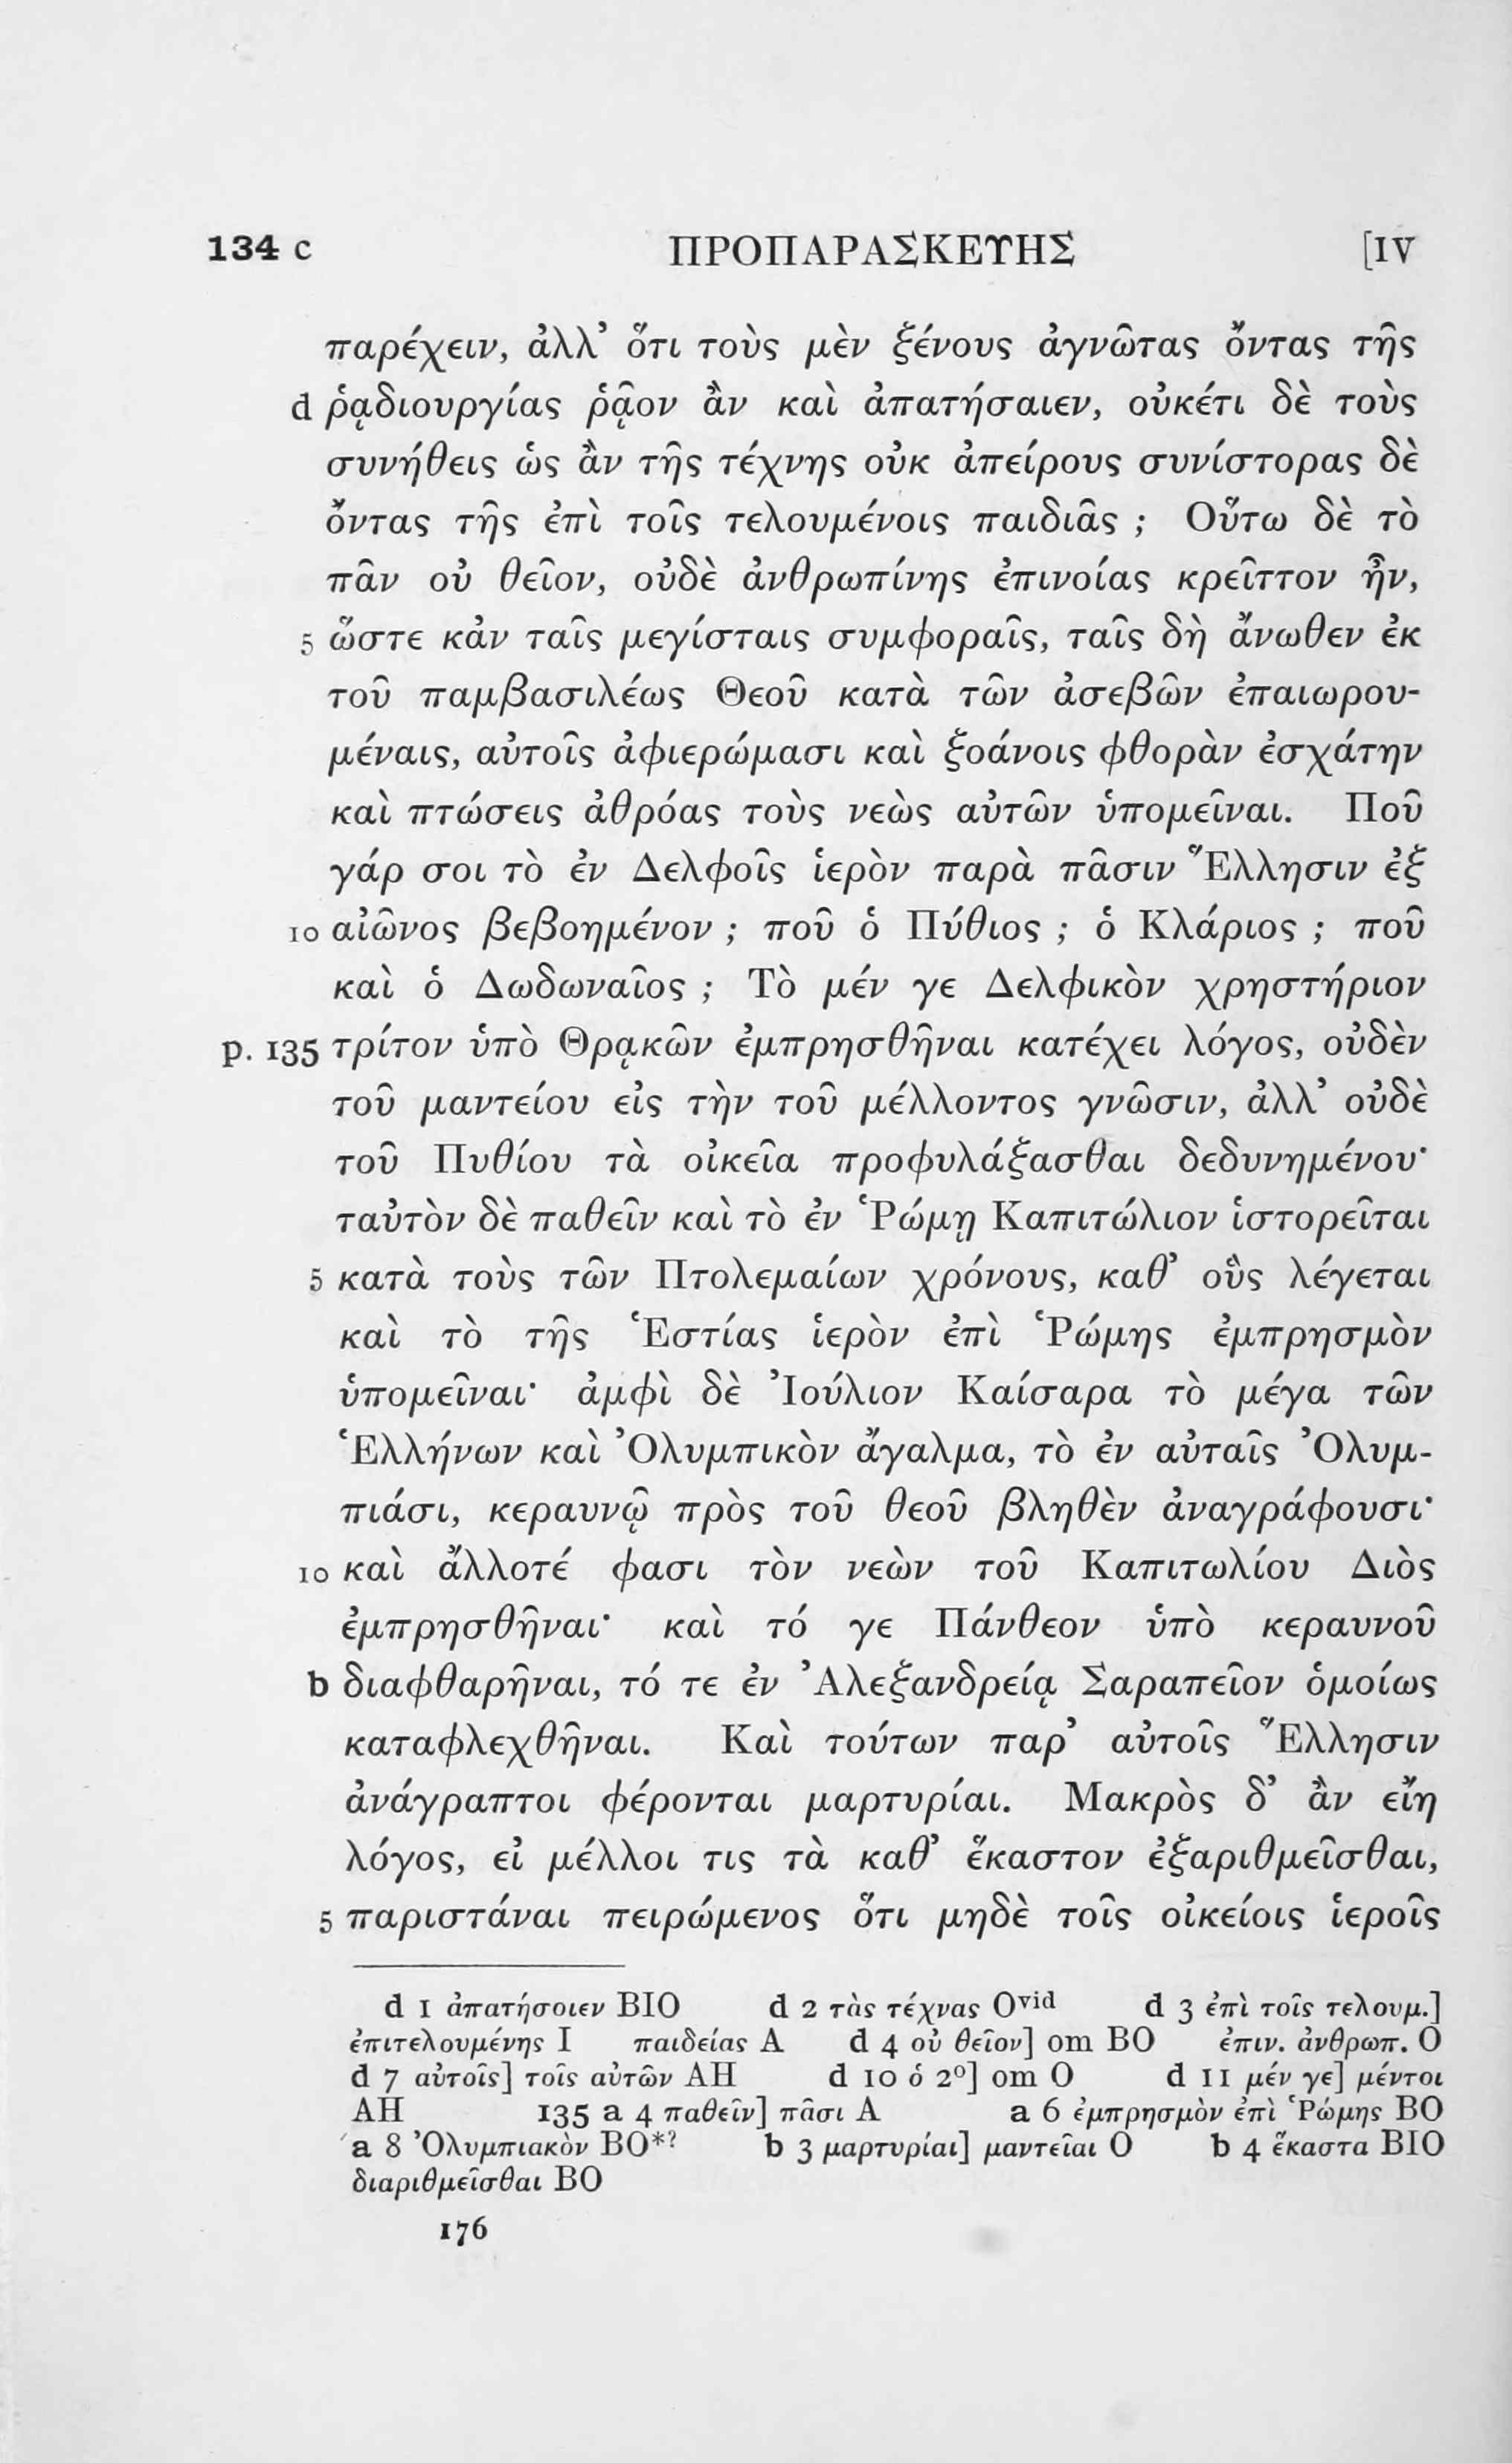 134 c ΠΡΟΠΑΡΑΣΚΕΥΗΣ [IV
παρέχειν, ἀλλ’ ὅτι τοὺς μὲν ξένους ἀγνῶτας ὄντας τῆς
d ῥᾳδιουργίας ῥᾷον ἂν καὶ ἀπατήσαιεν, οὐκέτι δὲ τοὺς
συνήθεις ὡς ἂν τῆς τέχνης οὐκ ἀπείρους συνίστορας δὲ
ὄντας τῆς ἐπὶ τοῖς τελουμένοις παιδιᾶς ; Οὕτω δὲ τὸ
πᾶν οὐ θεῖον, οὐδὲ ἀνθρωπίνης ἐπινοίας κρεῖττον ἦν,
5 ὥστε κἀν ταῖς μεγίσταις συμφοραῖς, ταῖς δὴ ἄνωθεν ἐκ
τοῦ παμβασιλέως Θεοῦ κατὰ τῶν ἀσεβῶν ἐπαιωρου-
μέναις, αὐτοῖς ἀφιερώμασι καὶ ξοάνοις φθορὰν ἐσχάτην
καὶ πτώσεις ἀθρόας τοὺς νεὼς αὐτῶν ὑπομεῖναι. Ποῦ
γάρ σοι τὸ ἐν Δελφοῖς ἱερὸν παρὰ πᾶσιν Ἕλλησιν ἐξ
10 αἰῶνος βεβοημένον ; ποῦ ὁ Πύθιος ; ὁ Κλάριος ; ποῦ
καὶ ὁ Δωδωναῖος ; Τὸ μέν γε Δελφικὸν χρηστήριον
p. 135 τρίτον ὑπὸ Θρᾳκῶν ἐμπρησθῆναι κατέχει λόγος, οὐδὲν
τοῦ μαντείου εἰς τὴν τοῦ μέλλοντος γνῶσιν, ἀλλ’ οὐδὲ
τοῦ Πυθίου τὰ οἰκεῖα προφυλάξασθαι δεδυνημένου·
ταὐτὸν δὲ παθεῖν καὶ τὸ ἐν Ῥώμῃ Καπιτώλιον ἱστορεῖται
5 κατὰ τοὺς τῶν Πτολεμαίων χρόνους, καθ’ οὓς λέγεται
καὶ τὸ τῆς Ἑστίας ἱερὸν ἐπὶ Ῥώμης ἐμπρησμὸν
ὑπομεῖναι· ἀμφὶ δὲ Ἰούλιον Καίσαρα τὸ μέγα τῶν
Ἑλλήνων καὶ Ὀλυμπικὸν ἄγαλμα, τὸ ἐν αὐταῖς Ὀλυμ-
πιάσι, κεραυνῷ πρὸς τοῦ θεοῦ βληθὲν ἀναγράφουσι·
10 καὶ ἄλλοτέ φασι τὸν νεὼν τοῦ Καπιτωλίου Διὸς
ἐμπρησθῆναι· καὶ τό γε Πάνθεον ὑπὸ κεραυνοῦ
b διαφθαρῆναι, τό τε ἐν Ἀλεξανδρείᾳ Σαραπεῖον ὁμοίως
καταφλεχθῆναι. Καὶ τούτων παρ’ αὐτοῖς Ἕλλησιν
ἀνάγραπτοι φέρονται μαρτυρίαι. Μακρὸς δ’ ἂν εἴη
λόγος, εἰ μέλλοι τις τὰ καθ’ ἕκαστον ἐξαριθμεῖσθαι,
5 παριστάναι πειρώμενος ὅτι μηδὲ τοῖς οἰκείοις ἱεροῖς
d 1 ἀπατήσοιεν BIO d 2 τὰς τέχνας Oᵛⁱᵈ d 3 ἐπὶ τοῖς τελουμ.]
ἐπιτελουμένης I παιδείας A d 4 οὐ θεῖον] om BO ἐπιν. ἀνθρωπ. O
d 7 αὐτοῖς] τοῖς αὐτῶν AH d 10 ὁ 2⁰] om O d 11 μέν γε] μέντοι
AH 135 a 4 παθεῖν] πᾶσι A a 6 ἐμπρησμὸν ἐπὶ Ῥώμης BO
a 8 Ὀλυμπιακὸν BO*? b 3 μαρτυρίαι] μαντεῖαι O b 4 ἕκαστα BIO
διαριθμεῖσθαι BO
176